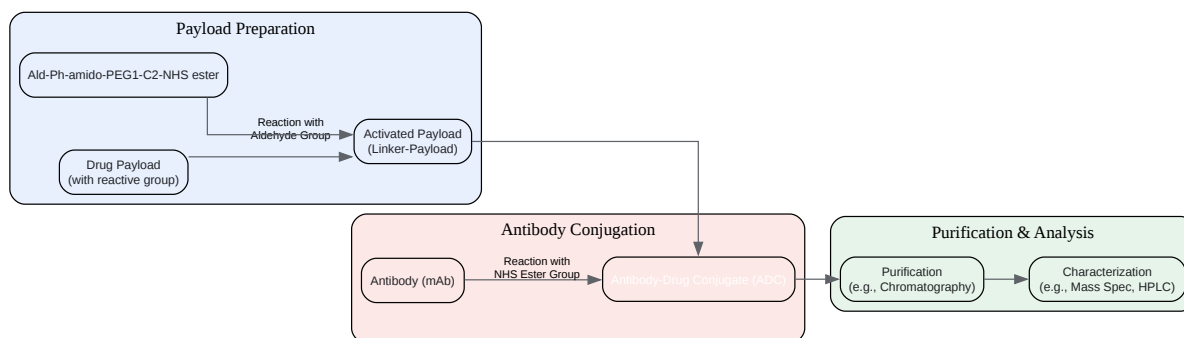 Payload Preparation
Ald-Ph-amido-PEG1-C2-NHS ester
Reaction with
Aldehyde Group
Activated Payload
(Linker-Payload)
Drug Payload
(with reactive group)
Antibody Conjugation
Antibody (mAb)
Reaction with
NHS Ester Group
Antibody-Drug Conjugate (ADC)
Purification & Analysis
Purification
(e.g., Chromatography)
Characterization
(e.g., Mass Spec, HPLC)